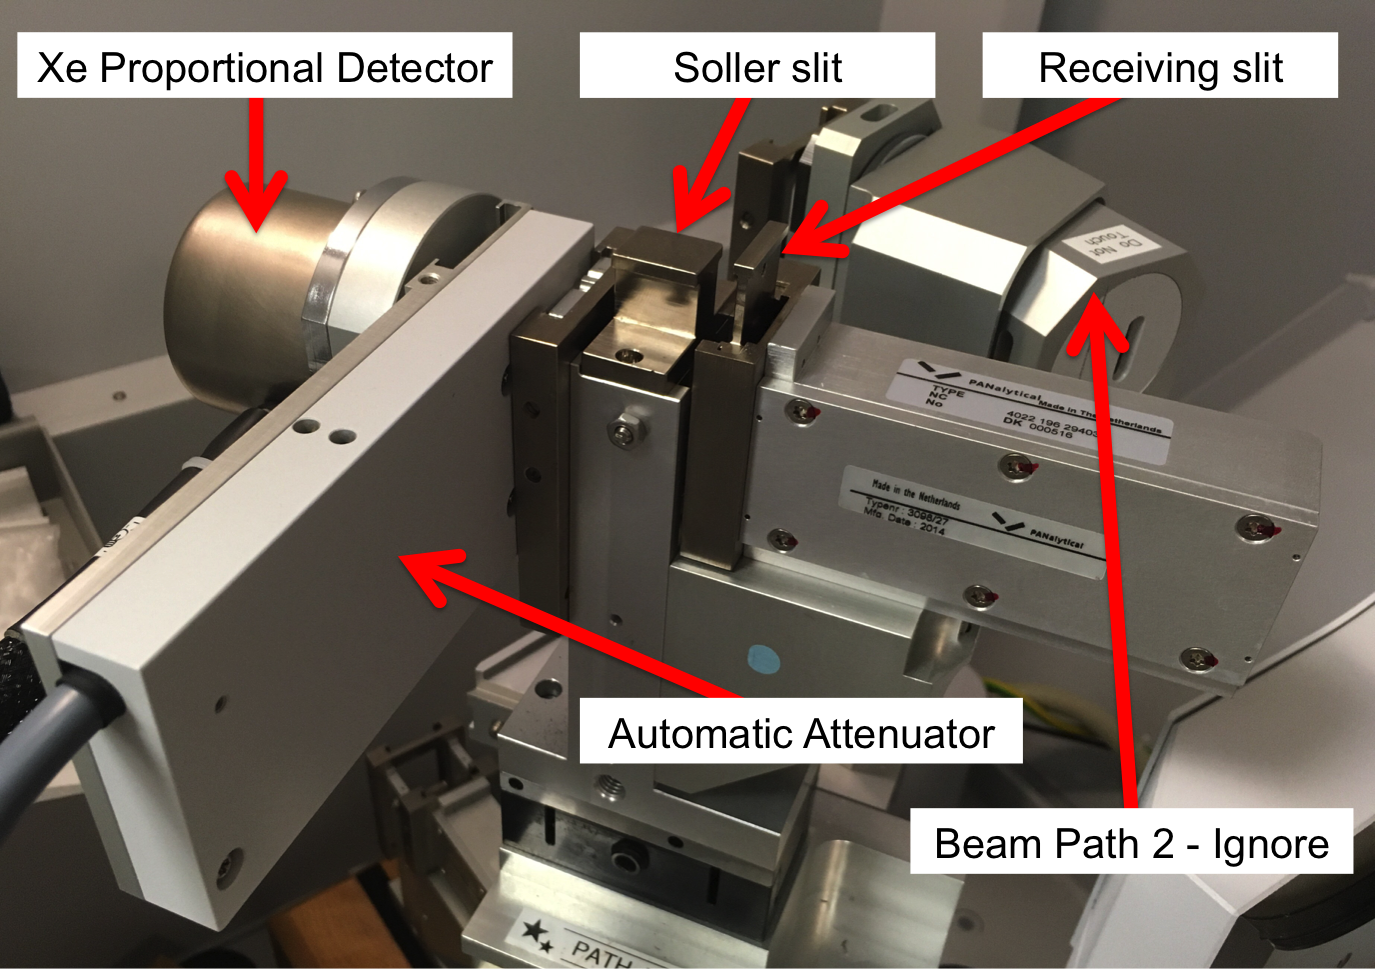 Xe Proportional Detector
Soller slit
Receiving slit
Do Not
Touch
PANalytical
Made in The Netherlands
TYPE
NC
No
4022 196 29403
DK 000516
Made in the Netherlands
Typenr : 3098/27
Mfg. Date : 2014
PANalytical
Automatic Attenuator
Beam Path 2 - Ignore
PATH